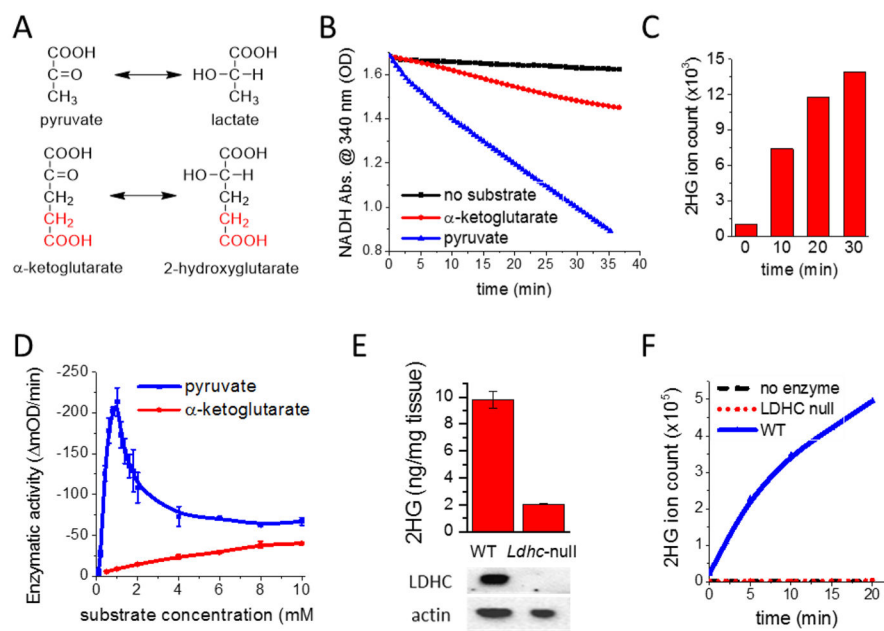 A
COOH
C=O
CH₃
pyruvate
COOH
HO-C-H
CH₃
lactate
COOH
C=O
CH₂
CH₂
COOH
α-ketoglutarate
COOH
HO-C-H
CH₂
CH₂
COOH
2-hydroxyglutarate
B
NADH Abs. @ 340 nm (OD)
1.6
1.4
1.2
1.0
0.8
no substrate
α-ketoglutarate
pyruvate
0 5 10 15 20 25 30 35 40
time (min)
C
2HG ion count (x10³)
15
12
9
6
3
0
0 10 20 30
time (min)
D
Enzymatic activity (ΔmOD/min)
-250
-200
-150
-100
-50
0
pyruvate
α-ketoglutarate
0 2 4 6 8 10
substrate concentration (mM
E
2HG (ng/mg tissue)
10
8
6
4
2
0
WT Ldhc-null
LDHC
actin
F
2HG ion count (x10⁵)
5
4
3
2
1
0
no enzyme
LDHC null
WT
0 5 10 15 20
time (min)